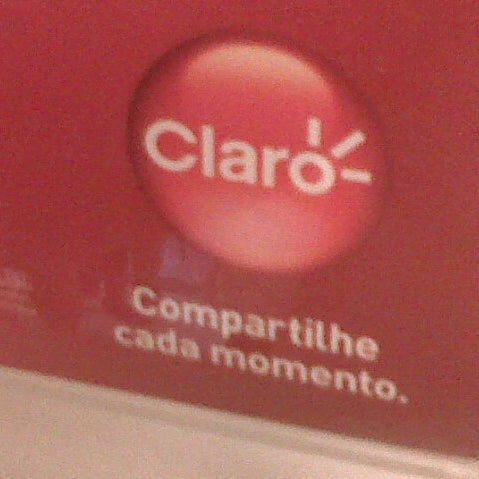 Claro
Compartilhe
cada momento.